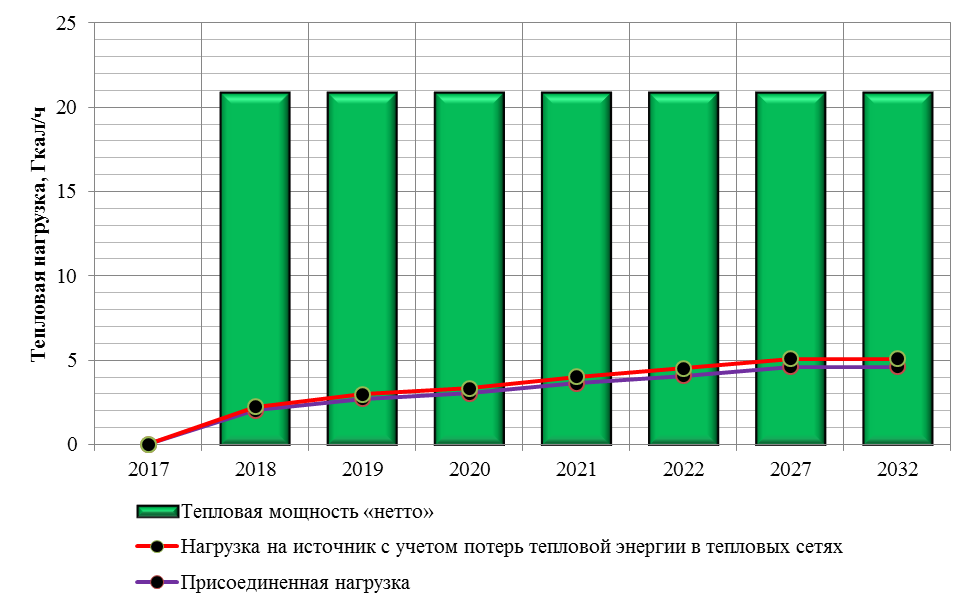 Тепловая нагрузка, Гкал/ч
25
20
15
10
5
0
2017 2018 2019 2020 2021 2022 2027 2032
Тепловая мощность «нетто»
Нагрузка на источник с учетом потерь тепловой энергии в тепловых сетях
Присоединенная нагрузка